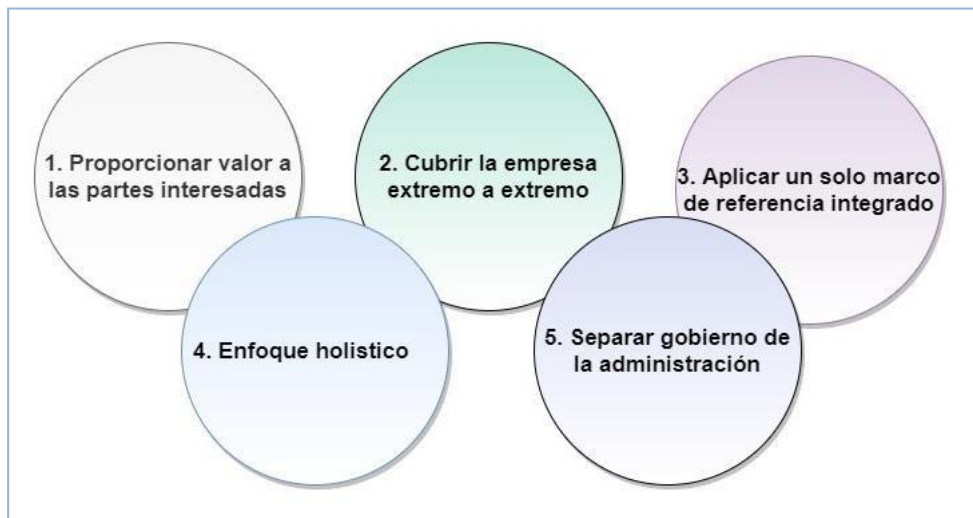 1. Proporcionar valor a
las partes interesadas
2. Cubrir la empresa
extremo a extremo
3. Aplicar un solo marco
de referencia integrado
4. Enfoque holistico
5. Separar gobierno de
la administración